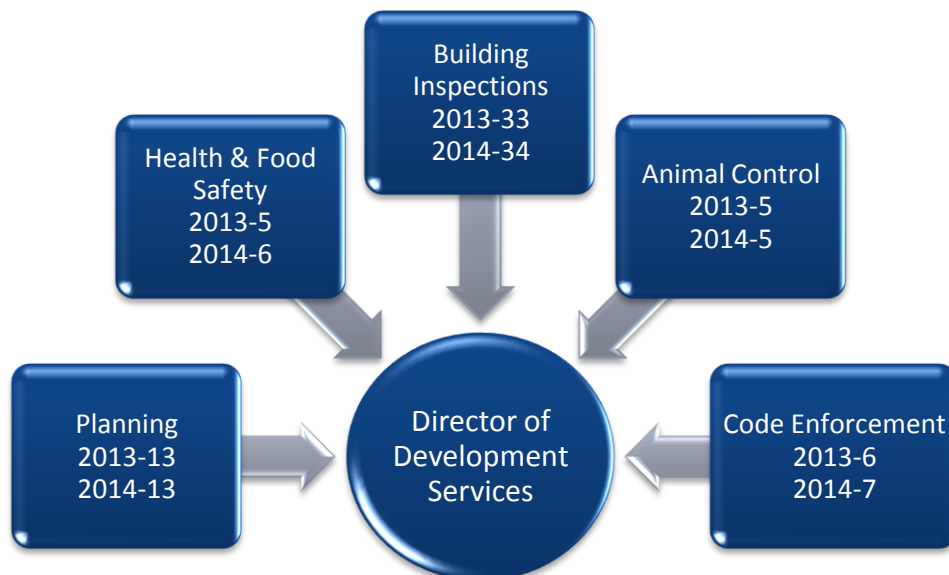 Building
Inspections
2013-33
2014-34
Health & Food
Safety
2013-5
2014-6
Animal Control
2013-5
2014-5
Planning
2013-13
2014-13
Director of
Development
Services
Code Enforcement
2013-6
2014-7